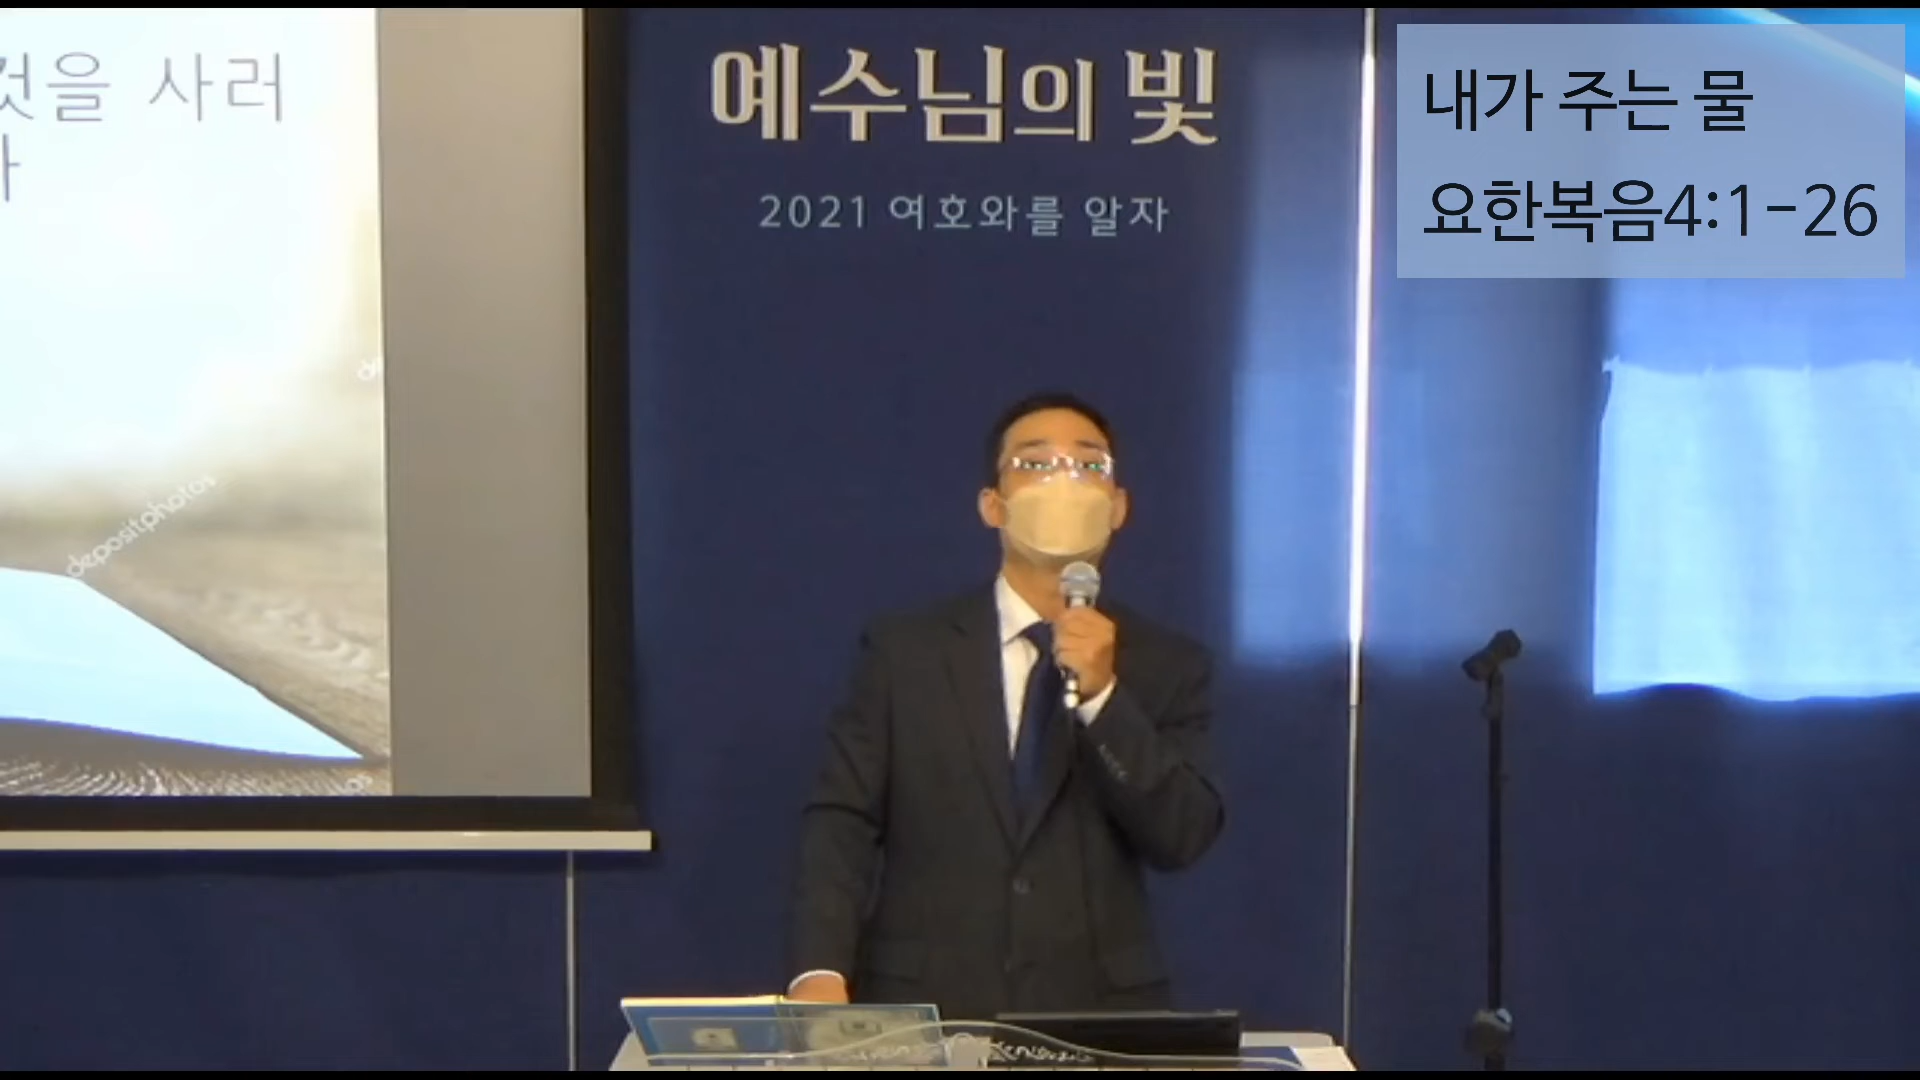 것을 사러
예수님의 빛
2021 여호와를 알자
내가 주는 물
요한복음4:1-26
depositphotos